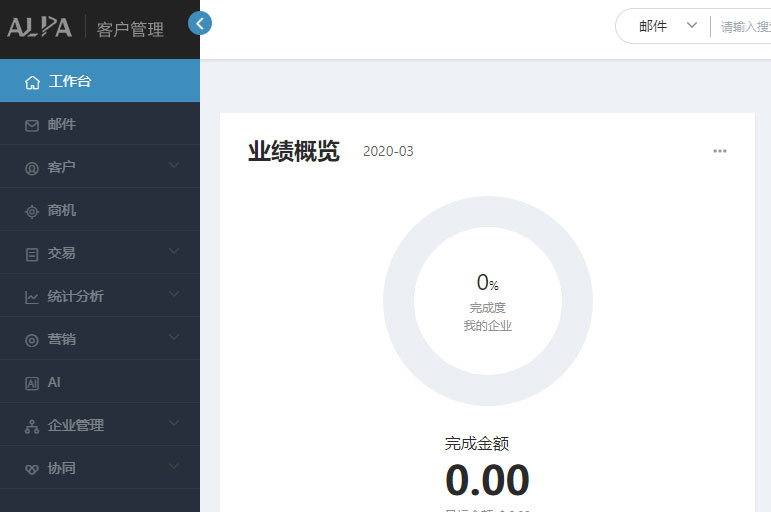 ALPA 客户管理
邮件
请输入搜
工作台
邮件
客户
商机
交易
统计分析
营销
AI
企业管理
协同
业绩概览 2020-03
0%
完成度
我的企业
完成金额
0.00